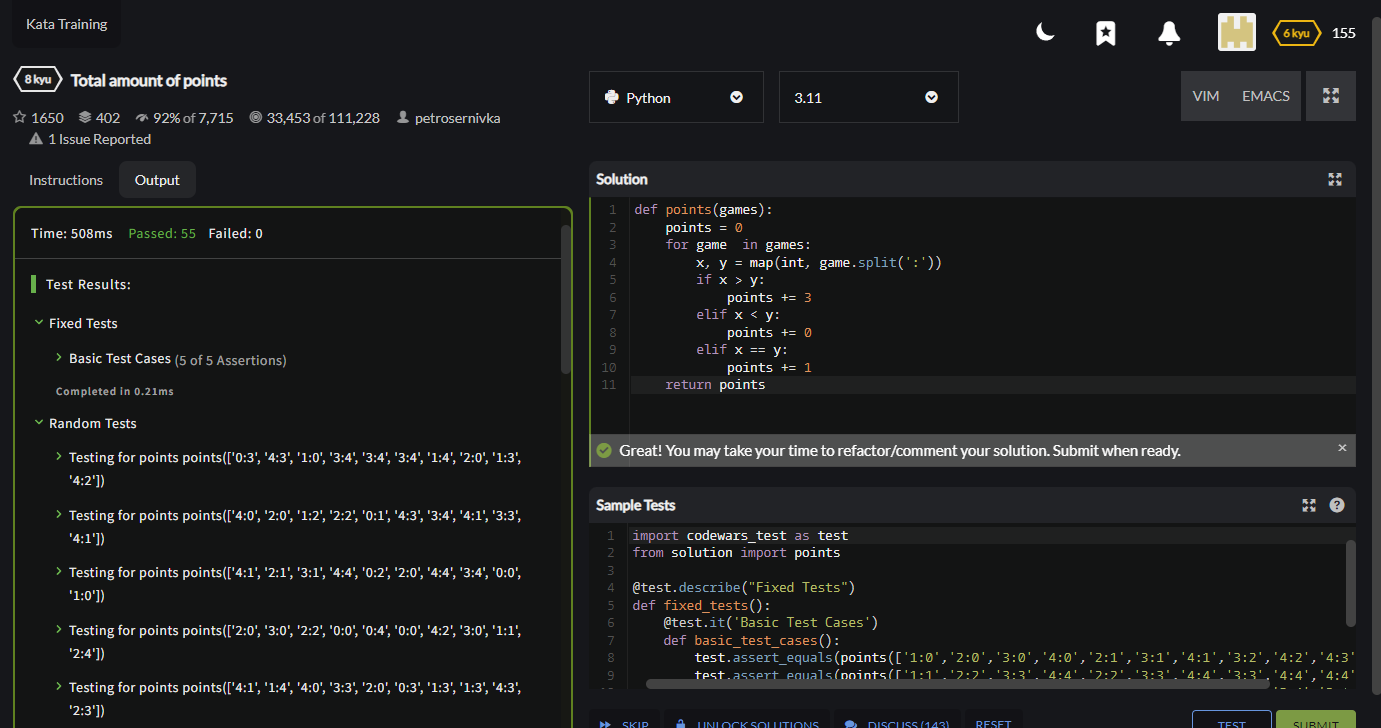 Kata Training
6 kyu 155
8 kyu Total amount of points
1650 402 92% of 7,715 33,453 of 111,228 petrosernivka
1 Issue Reported
Instructions Output
Time: 508ms Passed: 55 Failed: 0
Test Results:
Fixed Tests
Basic Test Cases (5 of 5 Assertions)
Completed in 0.21ms
Random Tests
Testing for points points(['0:3', '4:3', '1:0', '3:4', '3:4', '3:4', '1:4', '2:0', '1:3',
'4:2'])
Testing for points points(['4:0', '2:0', '1:2', '2:2', '0:1', '4:3', '3:4', '4:1', '3:3',
'4:1'])
Testing for points points(['4:1', '2:1', '3:1', '4:4', '0:2', '2:0', '4:4', '3:4', '0:0',
'1:0'])
Testing for points points(['2:0', '3:0', '2:2', '0:0', '0:4', '0:0', '4:2', '3:0', '1:1',
'2:4'])
Testing for points points(['4:1', '1:4', '4:0', '3:3', '2:0', '0:3', '1:3', '1:3', '4:3',
'2:3'])
Python 3.11 VIM EMACS
Solution
1 def points(games):
2 points = 0
3 for game  in games:
4 x, y = map(int, game.split(':'))
5 if x > y:
6 points += 3
7 elif x < y:
8 points += 0
9 elif x == y:
10 points += 1
11 return points
Great! You may take your time to refactor/comment your solution. Submit when ready.
Sample Tests
1 import codewars_test as test
2 from solution import points
3
4 @test.describe("Fixed Tests")
5 def fixed_tests():
6 @test.it('Basic Test Cases')
7 def basic_test_cases():
8 test.assert_equals(points(['1:0','2:0','3:0','4:0','2:1','3:1','4:1','3:2','4:2','4:3'
9 test.assert_equals(points(['1:1','2:2','3:3','4:4','2:2','3:3','4:4','3:3','4:4','4:4'
SKIP UNLOCK SOLUTIONS DISCUSS (143) RESET TEST SUBMIT